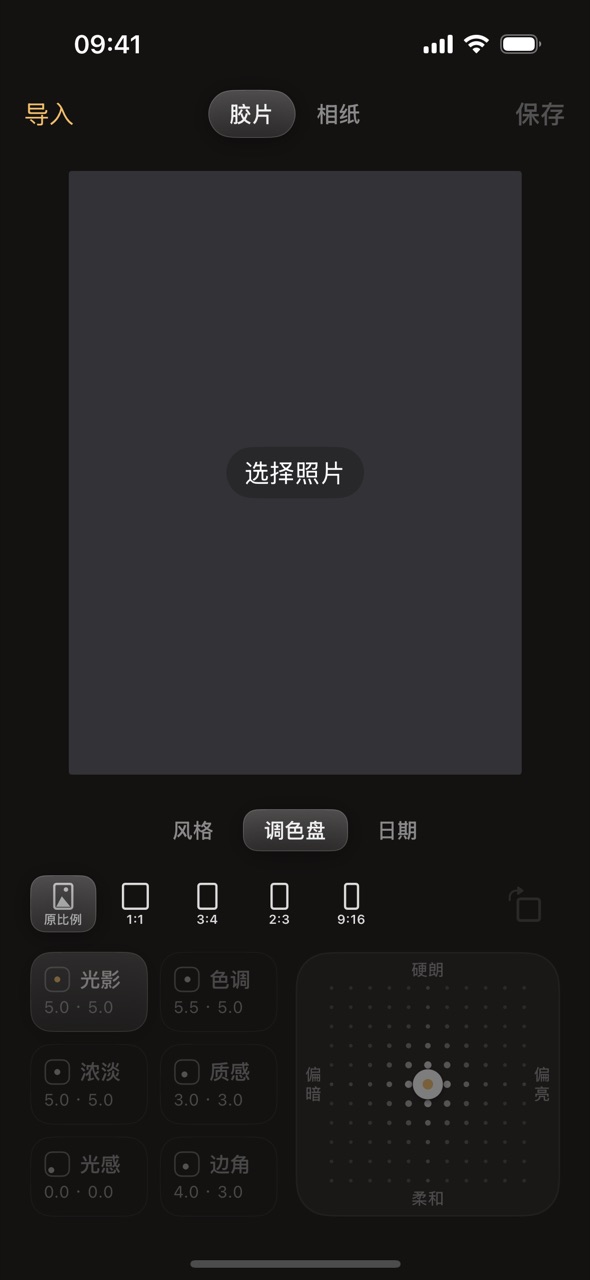 09:41
导入
胶片
相纸
保存
选择照片
风格
调色盘
日期
原比例
1:1
3:4
2:3
9:16
光影
5.0 · 5.0
色调
5.5 · 5.0
浓淡
5.0 · 5.0
质感
3.0 · 3.0
光感
0.0 · 0.0
边角
4.0 · 3.0
硬朗
偏暗
偏亮
柔和